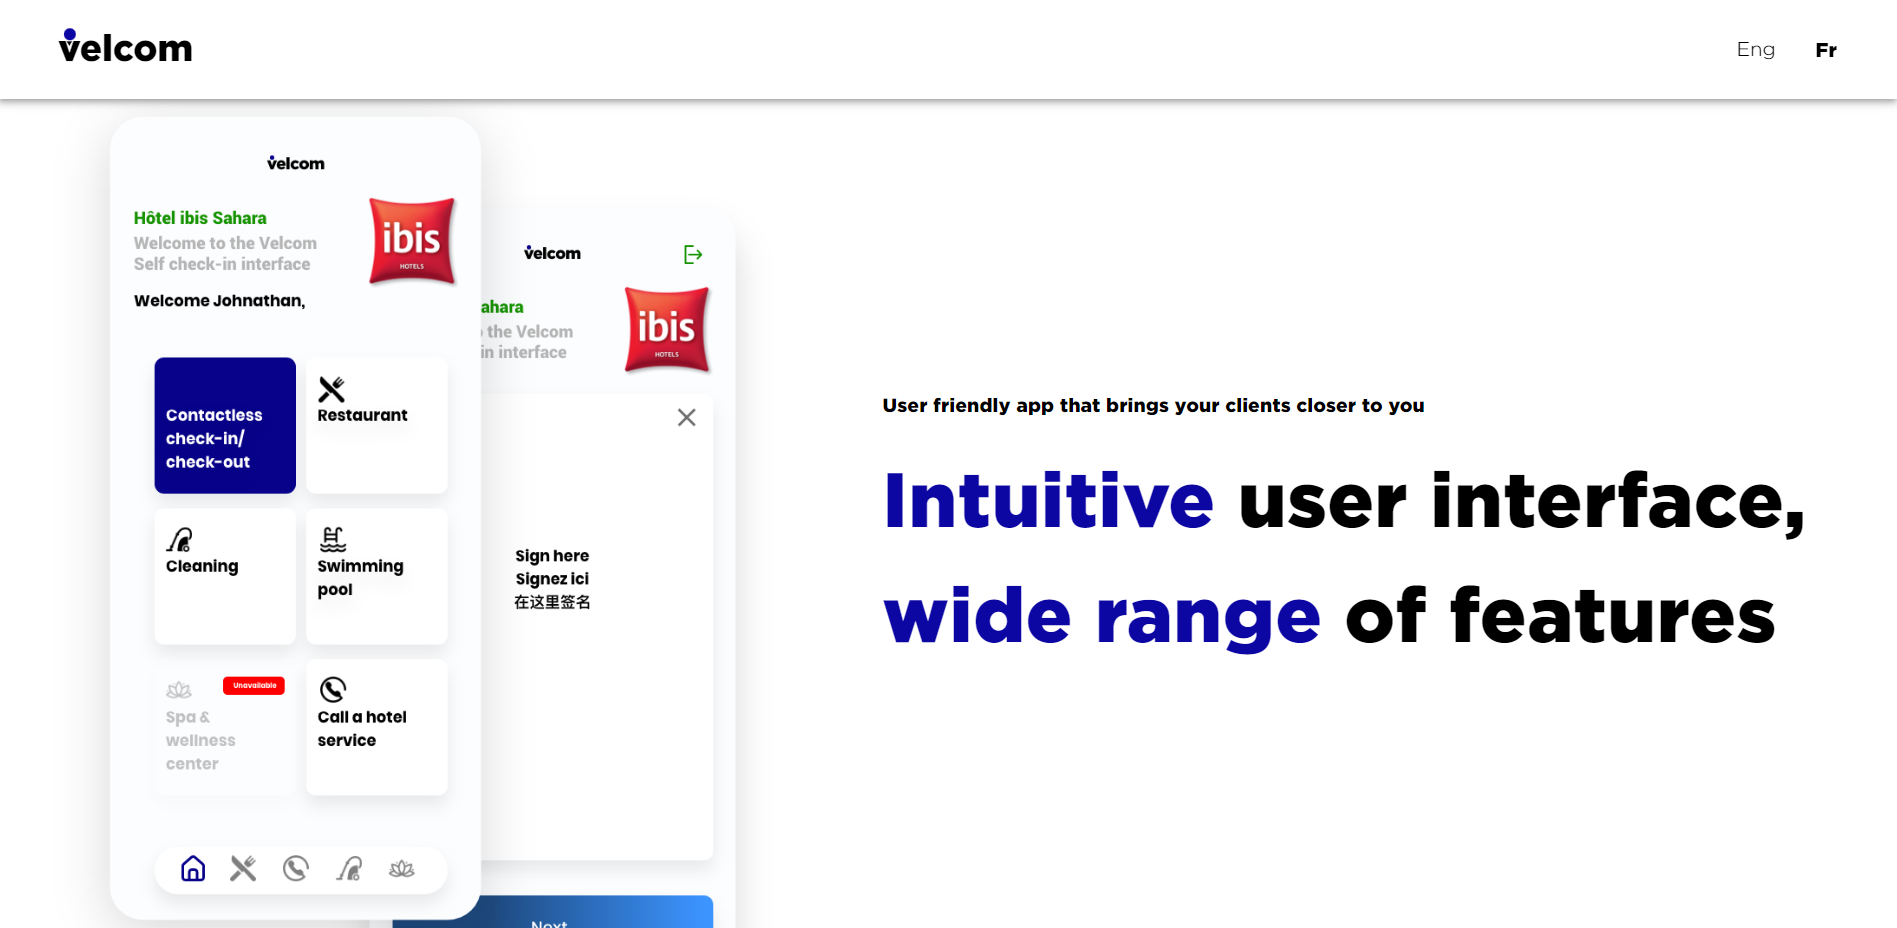 velcom
Eng
Fr
velcom
Hôtel ibis Sahara
Welcome to the Velcom
Self check-in interface
ibis
HOTELS
Welcome Johnathan,
Contactless
check-in/
check-out
Restaurant
Cleaning
Swimming
pool
Unavailable
Spa &
wellness
center
Call a hotel
service
velcom
ahara
the Velcom
in interface
ibis
HOTELS
Sign here
Signez ici
在这里签名
Next
User friendly app that brings your clients closer to you
Intuitive user interface,
wide range of features